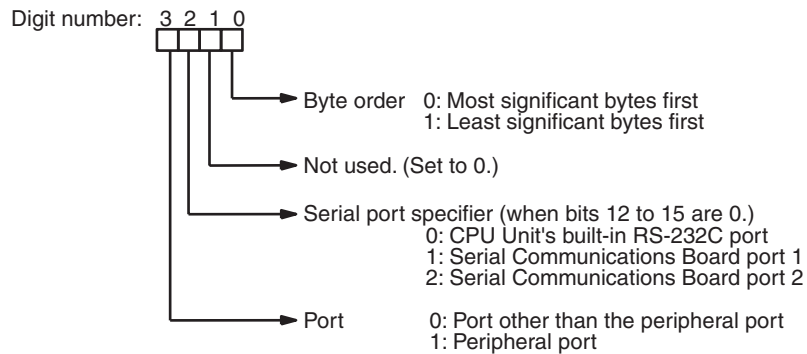 Digit number: 3 2 1 0
Byte order 0: Most significant bytes first
1: Least significant bytes first
Not used. (Set to 0.)
Serial port specifier (when bits 12 to 15 are 0.)
0: CPU Unit's built-in RS-232C port
1: Serial Communications Board port 1
2: Serial Communications Board port 2
Port 0: Port other than the peripheral port
1: Peripheral port